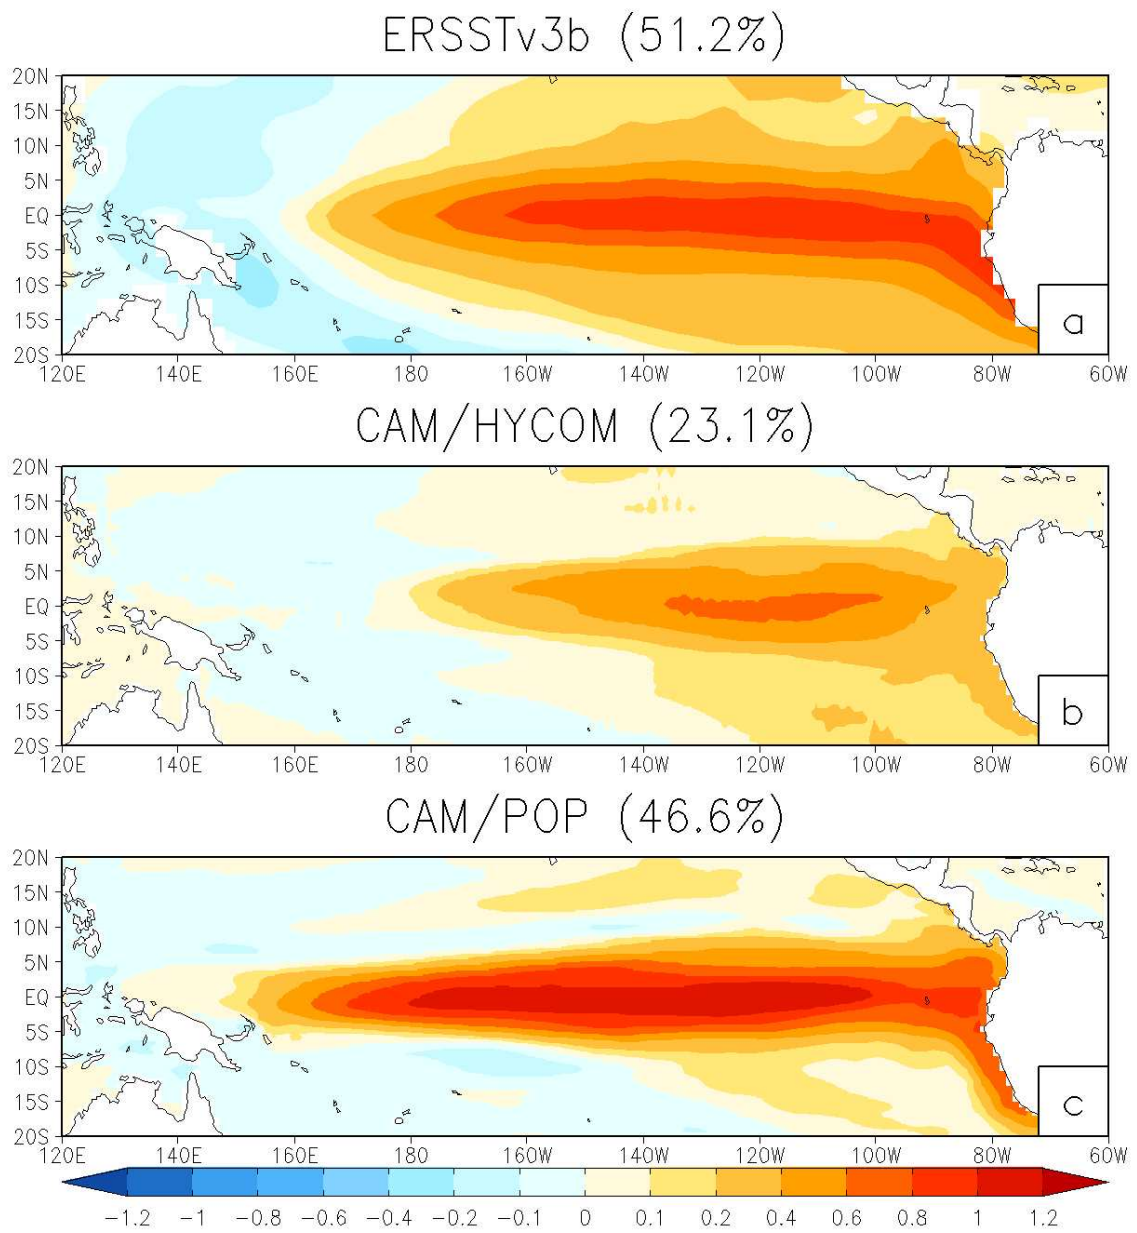 ERSSTv3b (51.2%)
20N
15N
10N
5N
EQ
5S
10S
15S
20S
a
120E 140E 160E 180 160W 140W 120W 100W 80W 60W
CAM/HYCOM (23.1%)
20N
15N
10N
5N
EQ
5S
10S
15S
20S
b
120E 140E 160E 180 160W 140W 120W 100W 80W 60W
CAM/POP (46.6%)
20N
15N
10N
5N
EQ
5S
10S
15S
20S
c
120E 140E 160E 180 160W 140W 120W 100W 80W 60W
−1.2 −1 −0.8 −0.6 −0.4 −0.2 −0.1 0 0.1 0.2 0.4 0.6 0.8 1 1.2